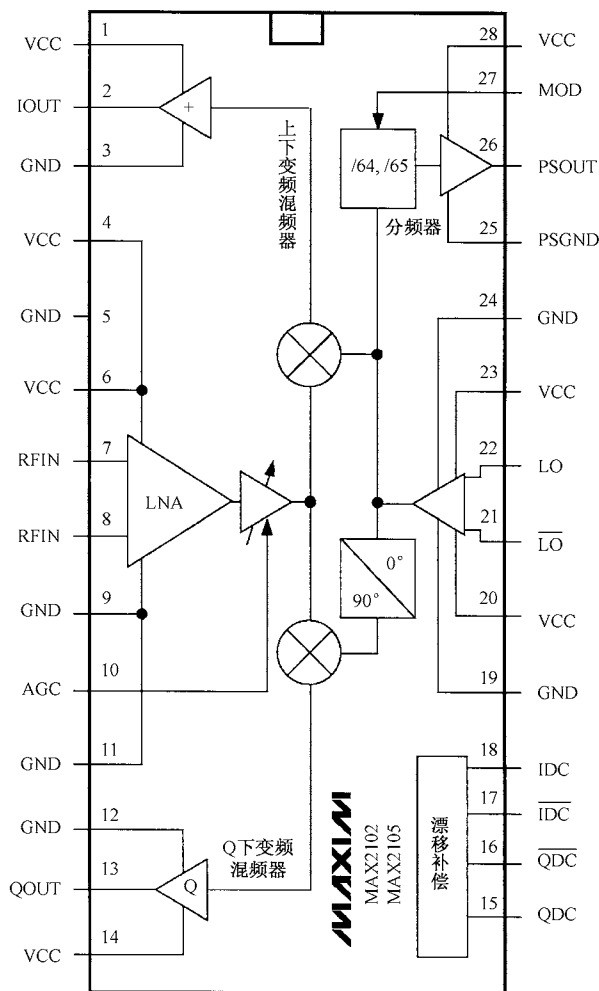 1
VCC
2
IOUT
+
3
GND
4
VCC
5
GND
6
VCC
7
RFIN
8
RFIN
LNA
9
GND
10
AGC
11
GND
12
GND
13
QOUT
Q
14
VCC
上下变频混频器
Q下变频
混频器
/64, /65
分频器
0°
90°
28
VCC
27
MOD
26
PSOUT
25
PSGND
24
GND
23
VCC
22
LO
21
L̅O̅
20
VCC
19
GND
18
IDC
17
I̅D̅C̅
16
Q̅D̅C̅
15
QDC
漂移补偿
MAXIM
MAX2102
MAX2105